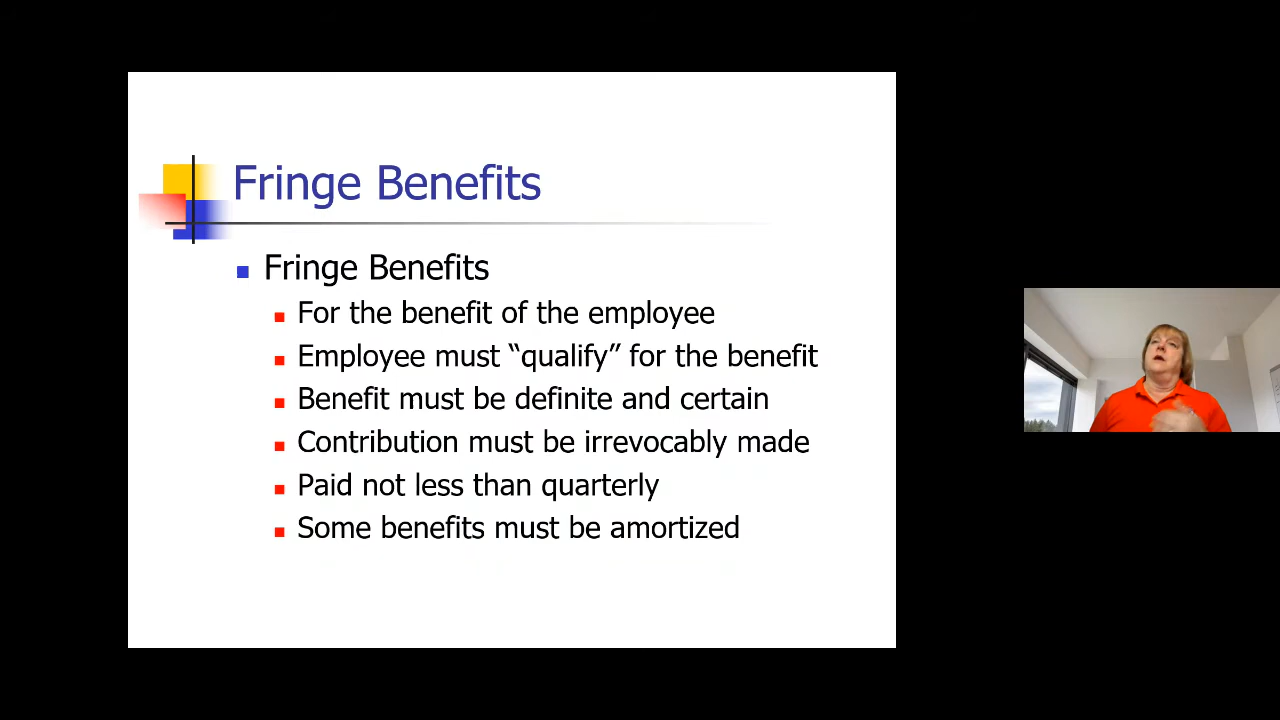 Fringe Benefits
Fringe Benefits
For the benefit of the employee
Employee must “qualify” for the benefit
Benefit must be definite and certain
Contribution must be irrevocably made
Paid not less than quarterly
Some benefits must be amortized